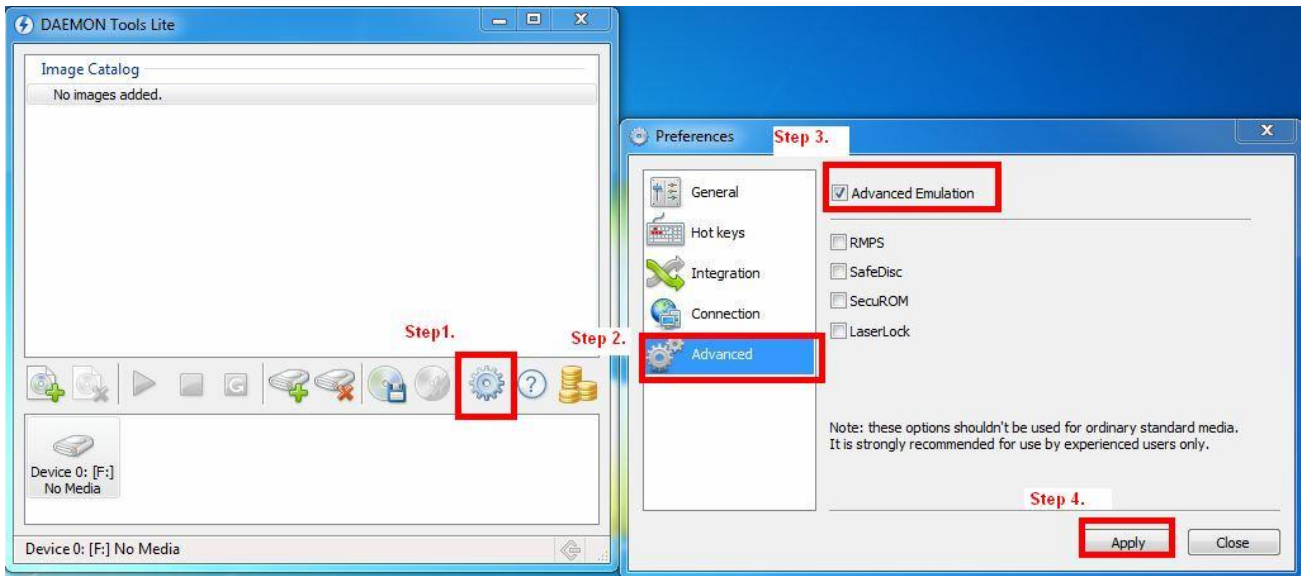 DAEMON Tools Lite
Image Catalog
No images added.
Step1.
Device 0: [F:]
No Media
Device 0: [F:] No Media
Preferences
Step 3.
General
Hot keys
Integration
Connection
Step 2.
Advanced
Advanced Emulation
RMPS
SafeDisc
SecuROM
LaserLock
Note: these options shouldn't be used for ordinary standard media.
It is strongly recommended for use by experienced users only.
Step 4.
Apply
Close